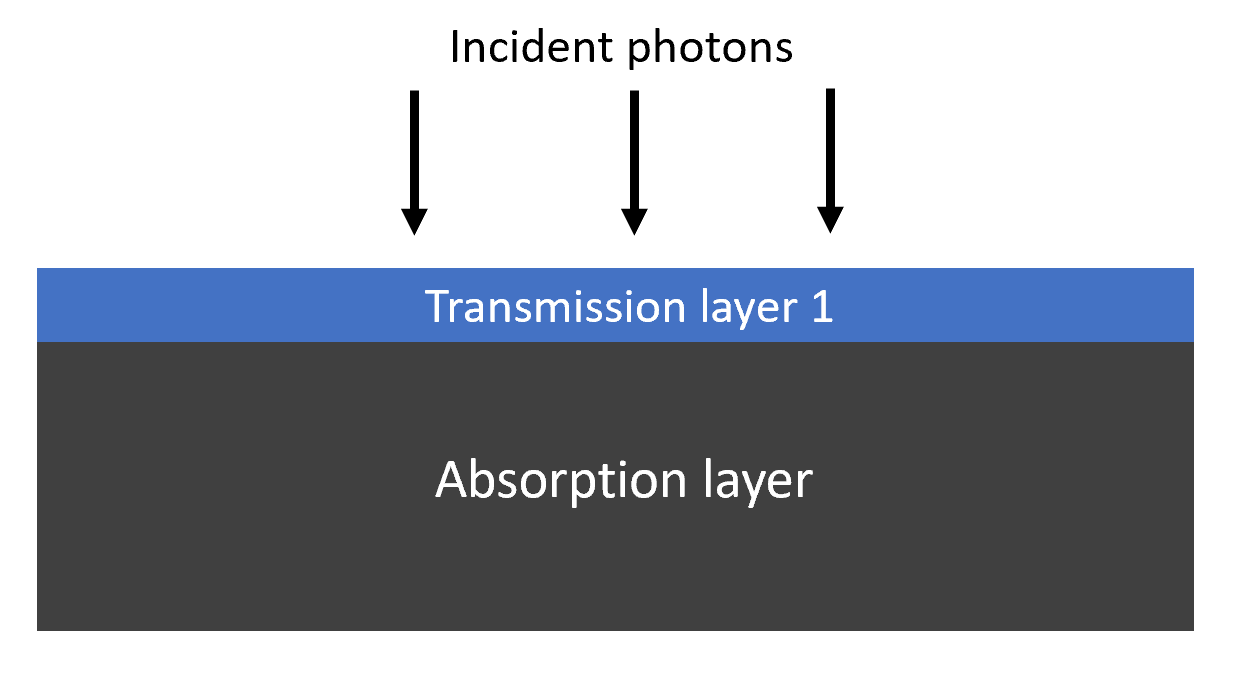 Incident photons
Transmission layer 1
Absorption layer